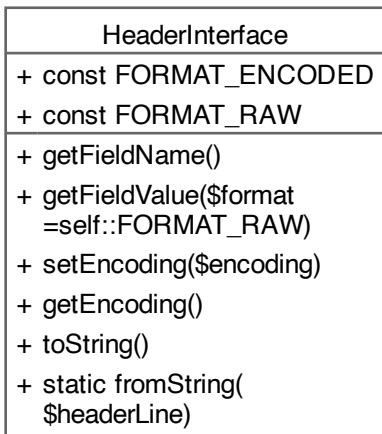 HeaderInterface
+ const FORMAT_ENCODED
+ const FORMAT_RAW
+ getFieldName()
+ getFieldValue($format
=self::FORMAT_RAW)
+ setEncoding($encoding)
+ getEncoding()
+ toString()
+ static fromString(
$headerLine)